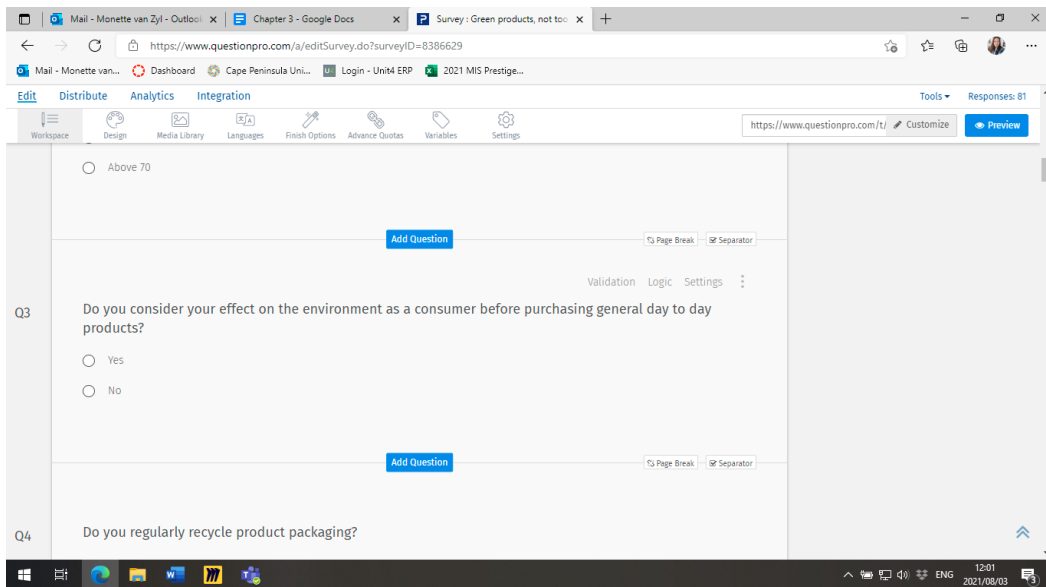 Mail - Monette van Zyl - Outlool
Chapter 3 - Google Docs
Survey : Green products, not too
https://www.questionpro.com/a/editSurvey.do?surveyID=8386629
Mail - Monette van...
Dashboard
Cape Peninsula Uni...
Login - Unit4 ERP
2021 MIS Prestige...
Edit Distribute Analytics Integration
Tools Responses: 81
Workspace Design Media Library Languages Finish Options Advance Quotas Variables Settings
https://www.questionpro.com/t/ Customize Preview
Above 70
Add Question Page Break Separator
Validation Logic Settings
Q3 Do you consider your effect on the environment as a consumer before purchasing general day to day
products?
Yes
No
Add Question Page Break Separator
Q4 Do you regularly recycle product packaging?
ENG 12:01
2021/08/03 3